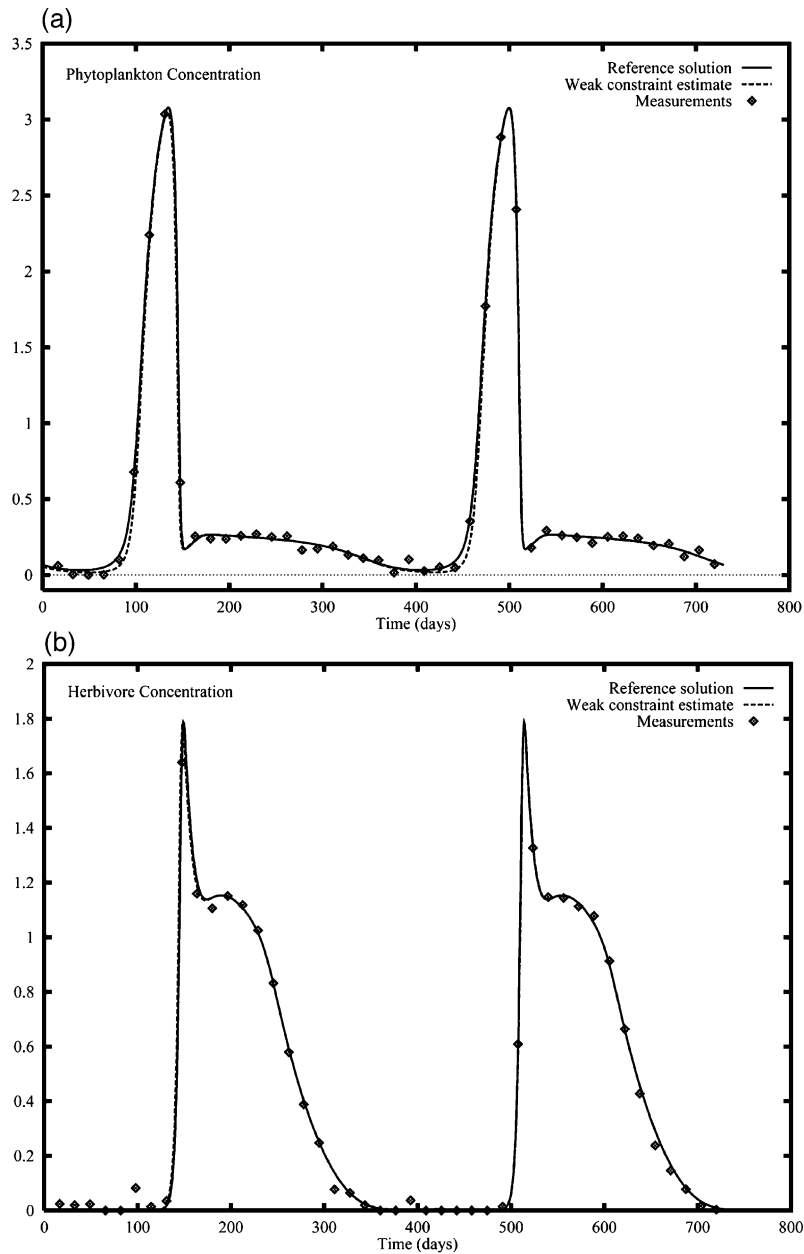 (a)
3.5
Phytoplankton Concentration
Reference solution
Weak constraint estimate
Measurements
3
2.5
2
1.5
1
0.5
0
0 100 200 300 400 500 600 700 800
Time (days)
(b)
2
Herbivore Concentration
Reference solution
Weak constraint estimate
Measurements
1.8
1.6
1.4
1.2
1
0.8
0.6
0.4
0.2
0
0 100 200 300 400 500 600 700 800
Time (days)